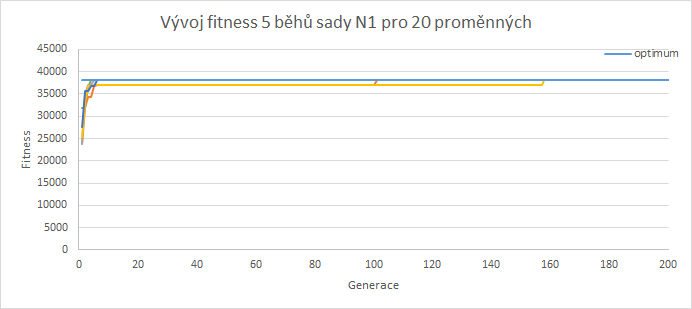 Vývoj fitness 5 běhů sady N1 pro 20 proměnných
optimum
45000
40000
35000
30000
25000
20000
15000
10000
5000
0
Fitness
0 20 40 60 80 100 120 140 160 180 200
Generace